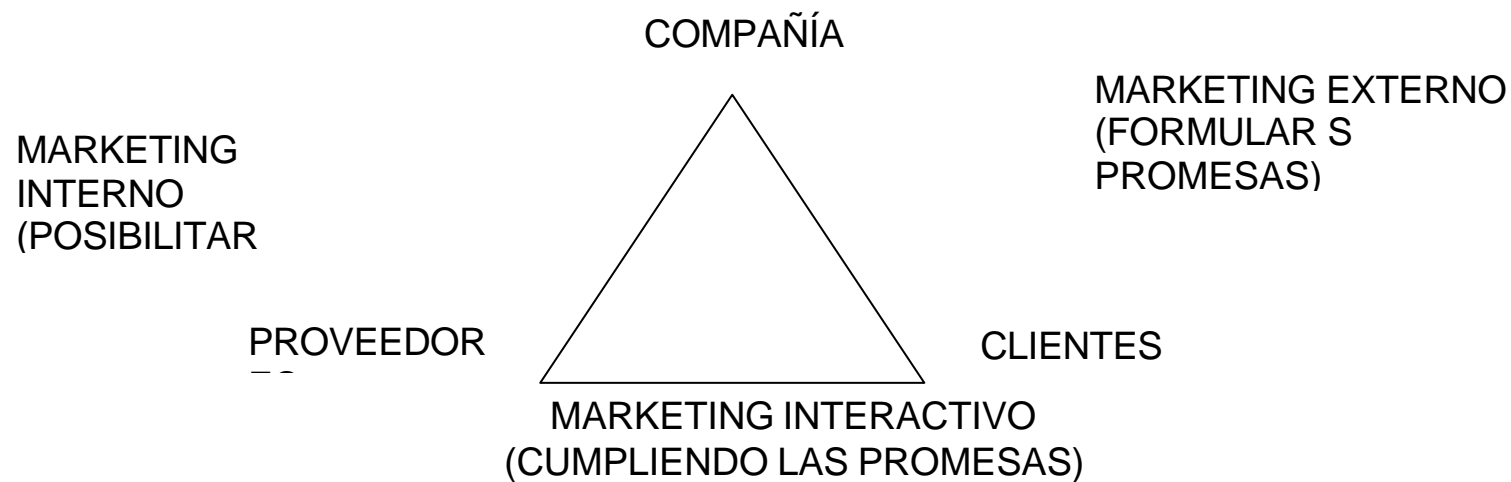 COMPAÑÍA
MARKETING EXTERNO
(FORMULAR S
PROMESAS)
MARKETING
INTERNO
(POSIBILITAR
PROVEEDOR
CLIENTES
MARKETING INTERACTIVO
(CUMPLIENDO LAS PROMESAS)